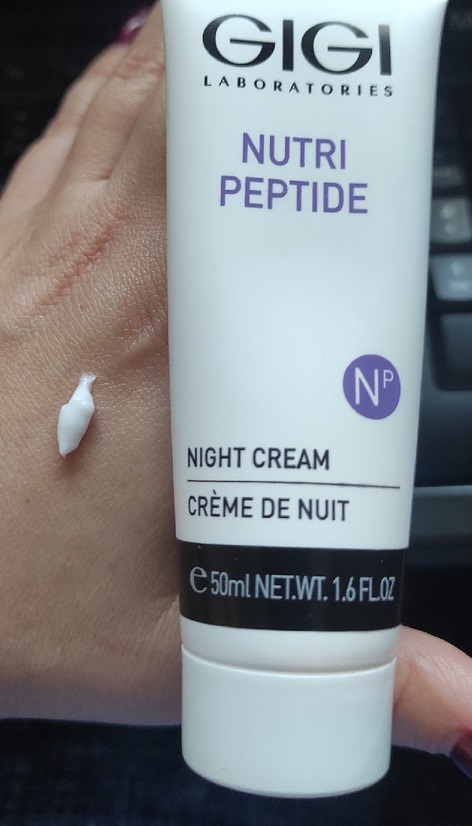 GIGI
LABORATORIES
NUTRI
PEPTIDE
NP
NIGHT CREAM
CRÈME DE NUIT
e 50ml NET.WT. 1.6 FL.OZ